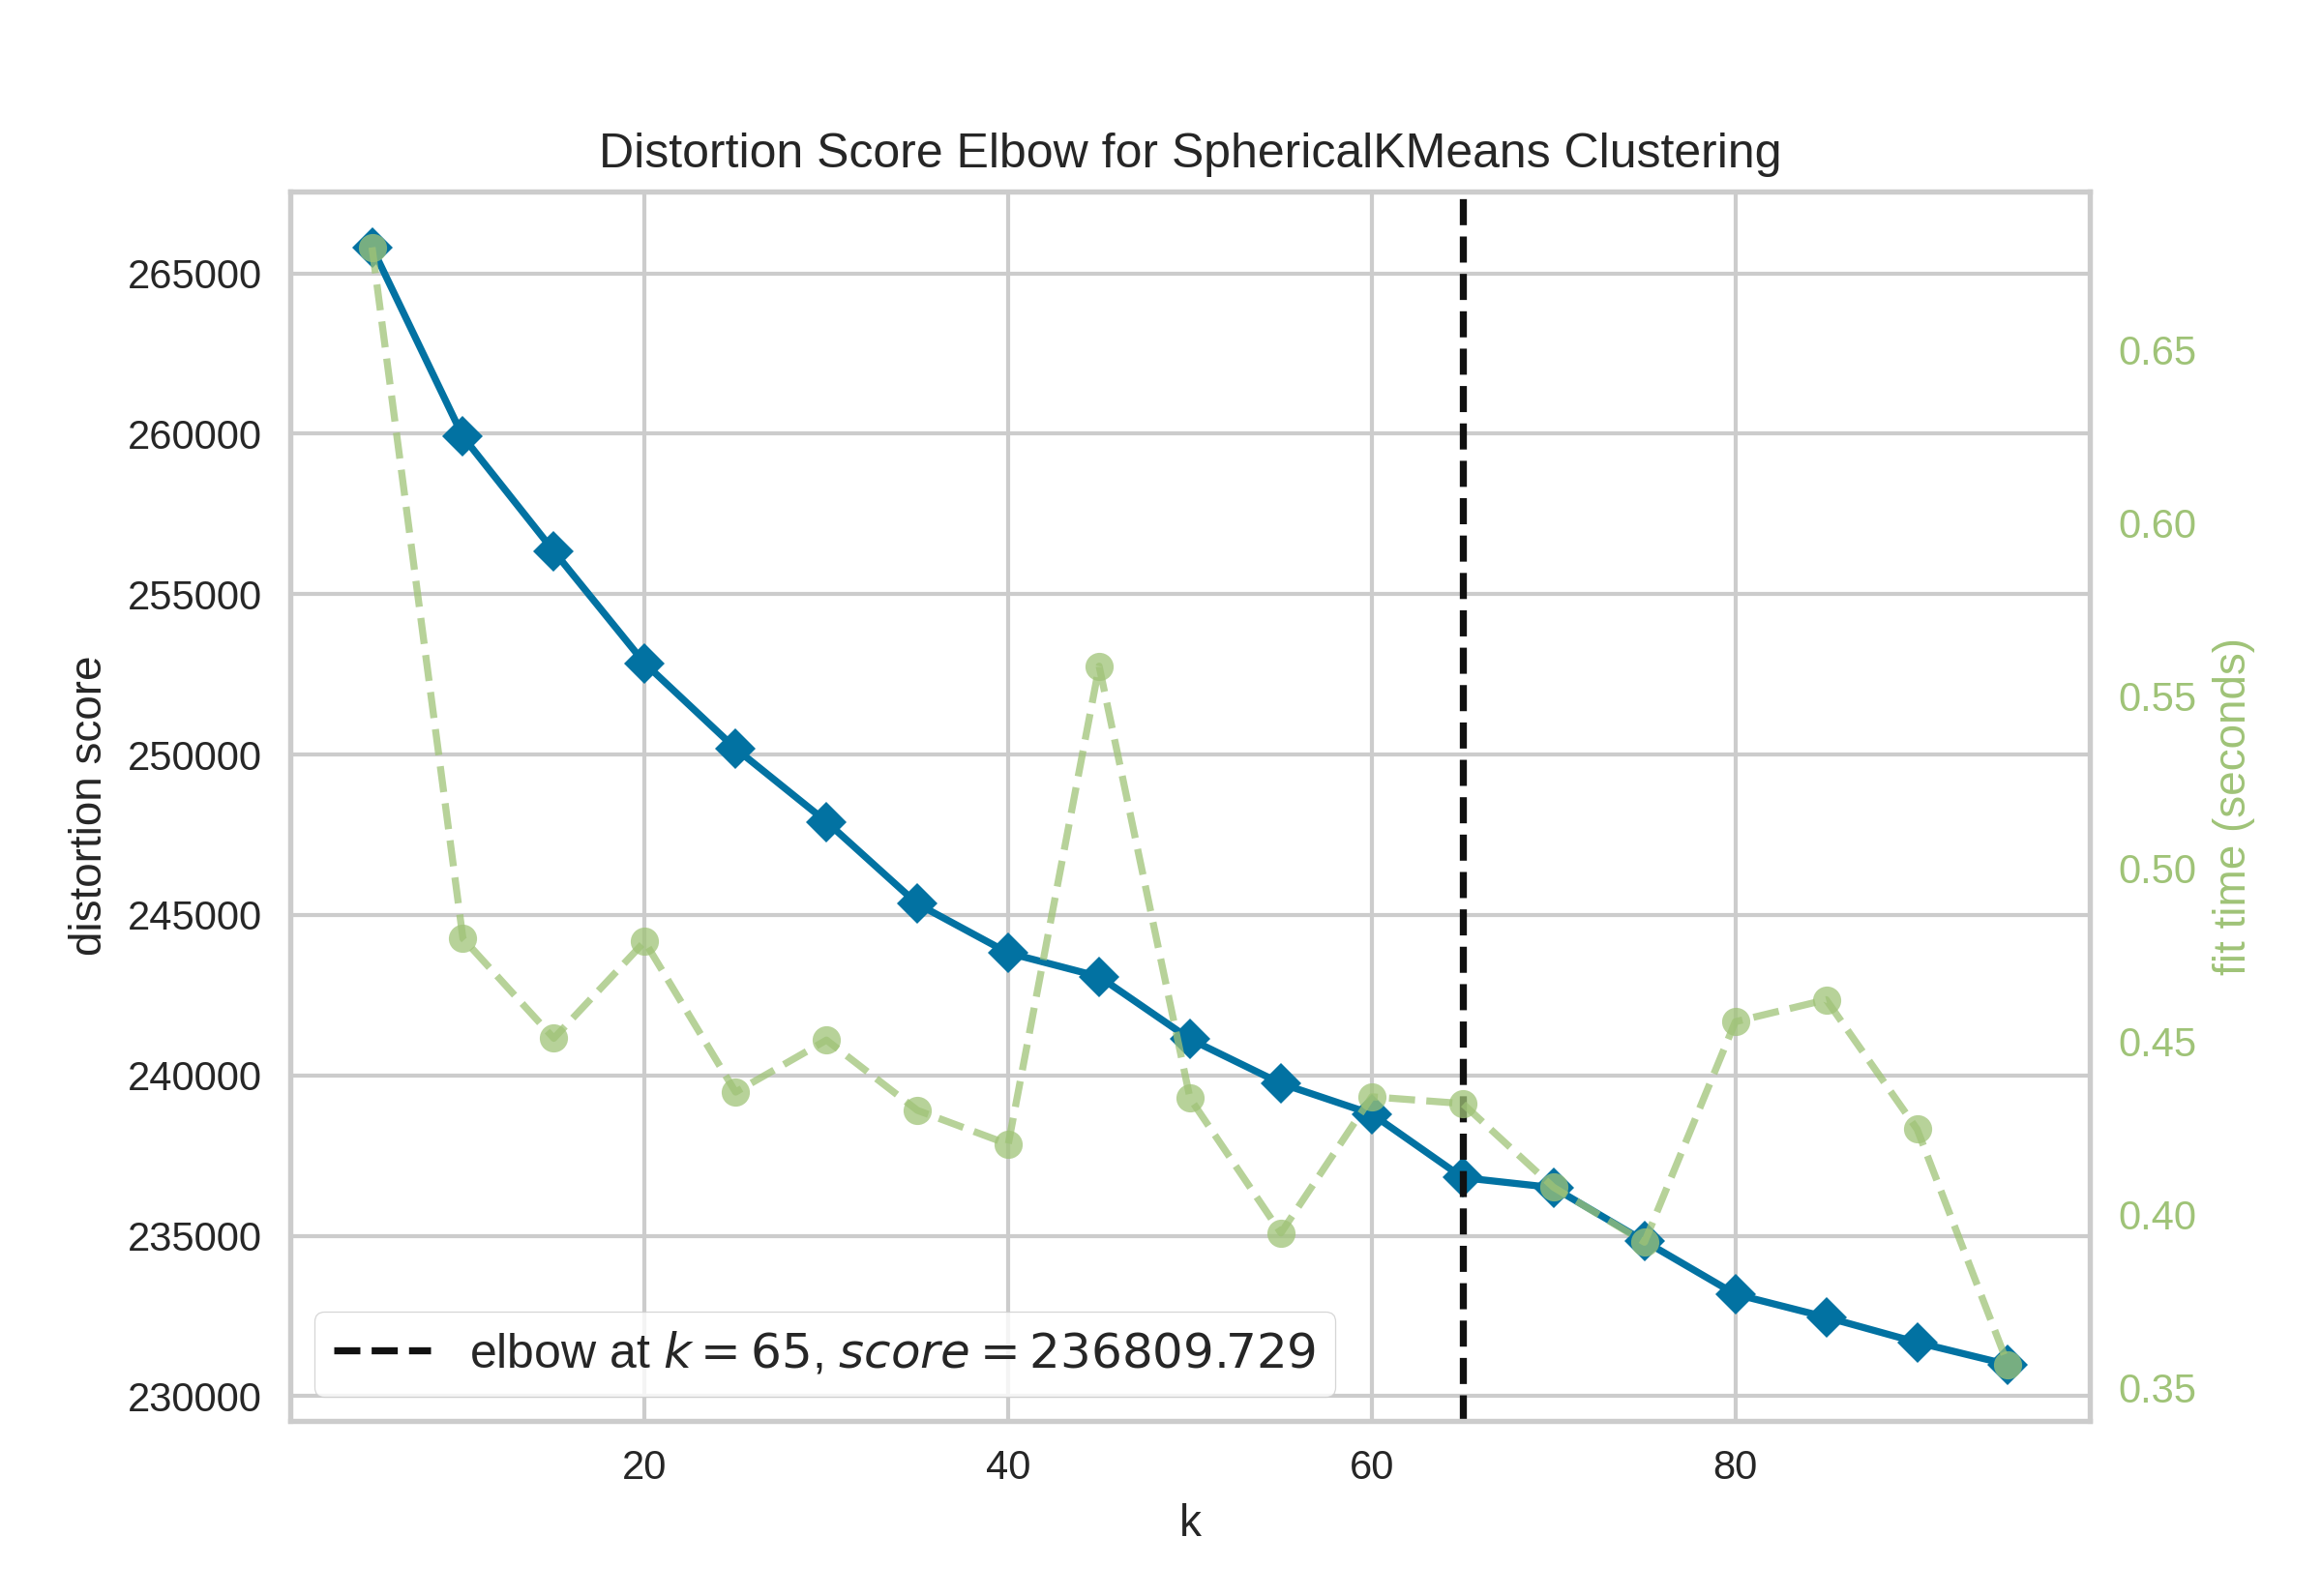 Distortion Score Elbow for SphericalKMeans Clustering
distortion score
265000
260000
255000
250000
245000
240000
235000
230000
0.65
0.60
0.55
0.50
0.45
0.40
0.35
fit time (seconds)
elbow at k = 65, score = 236809.729
20 40 60 80
k